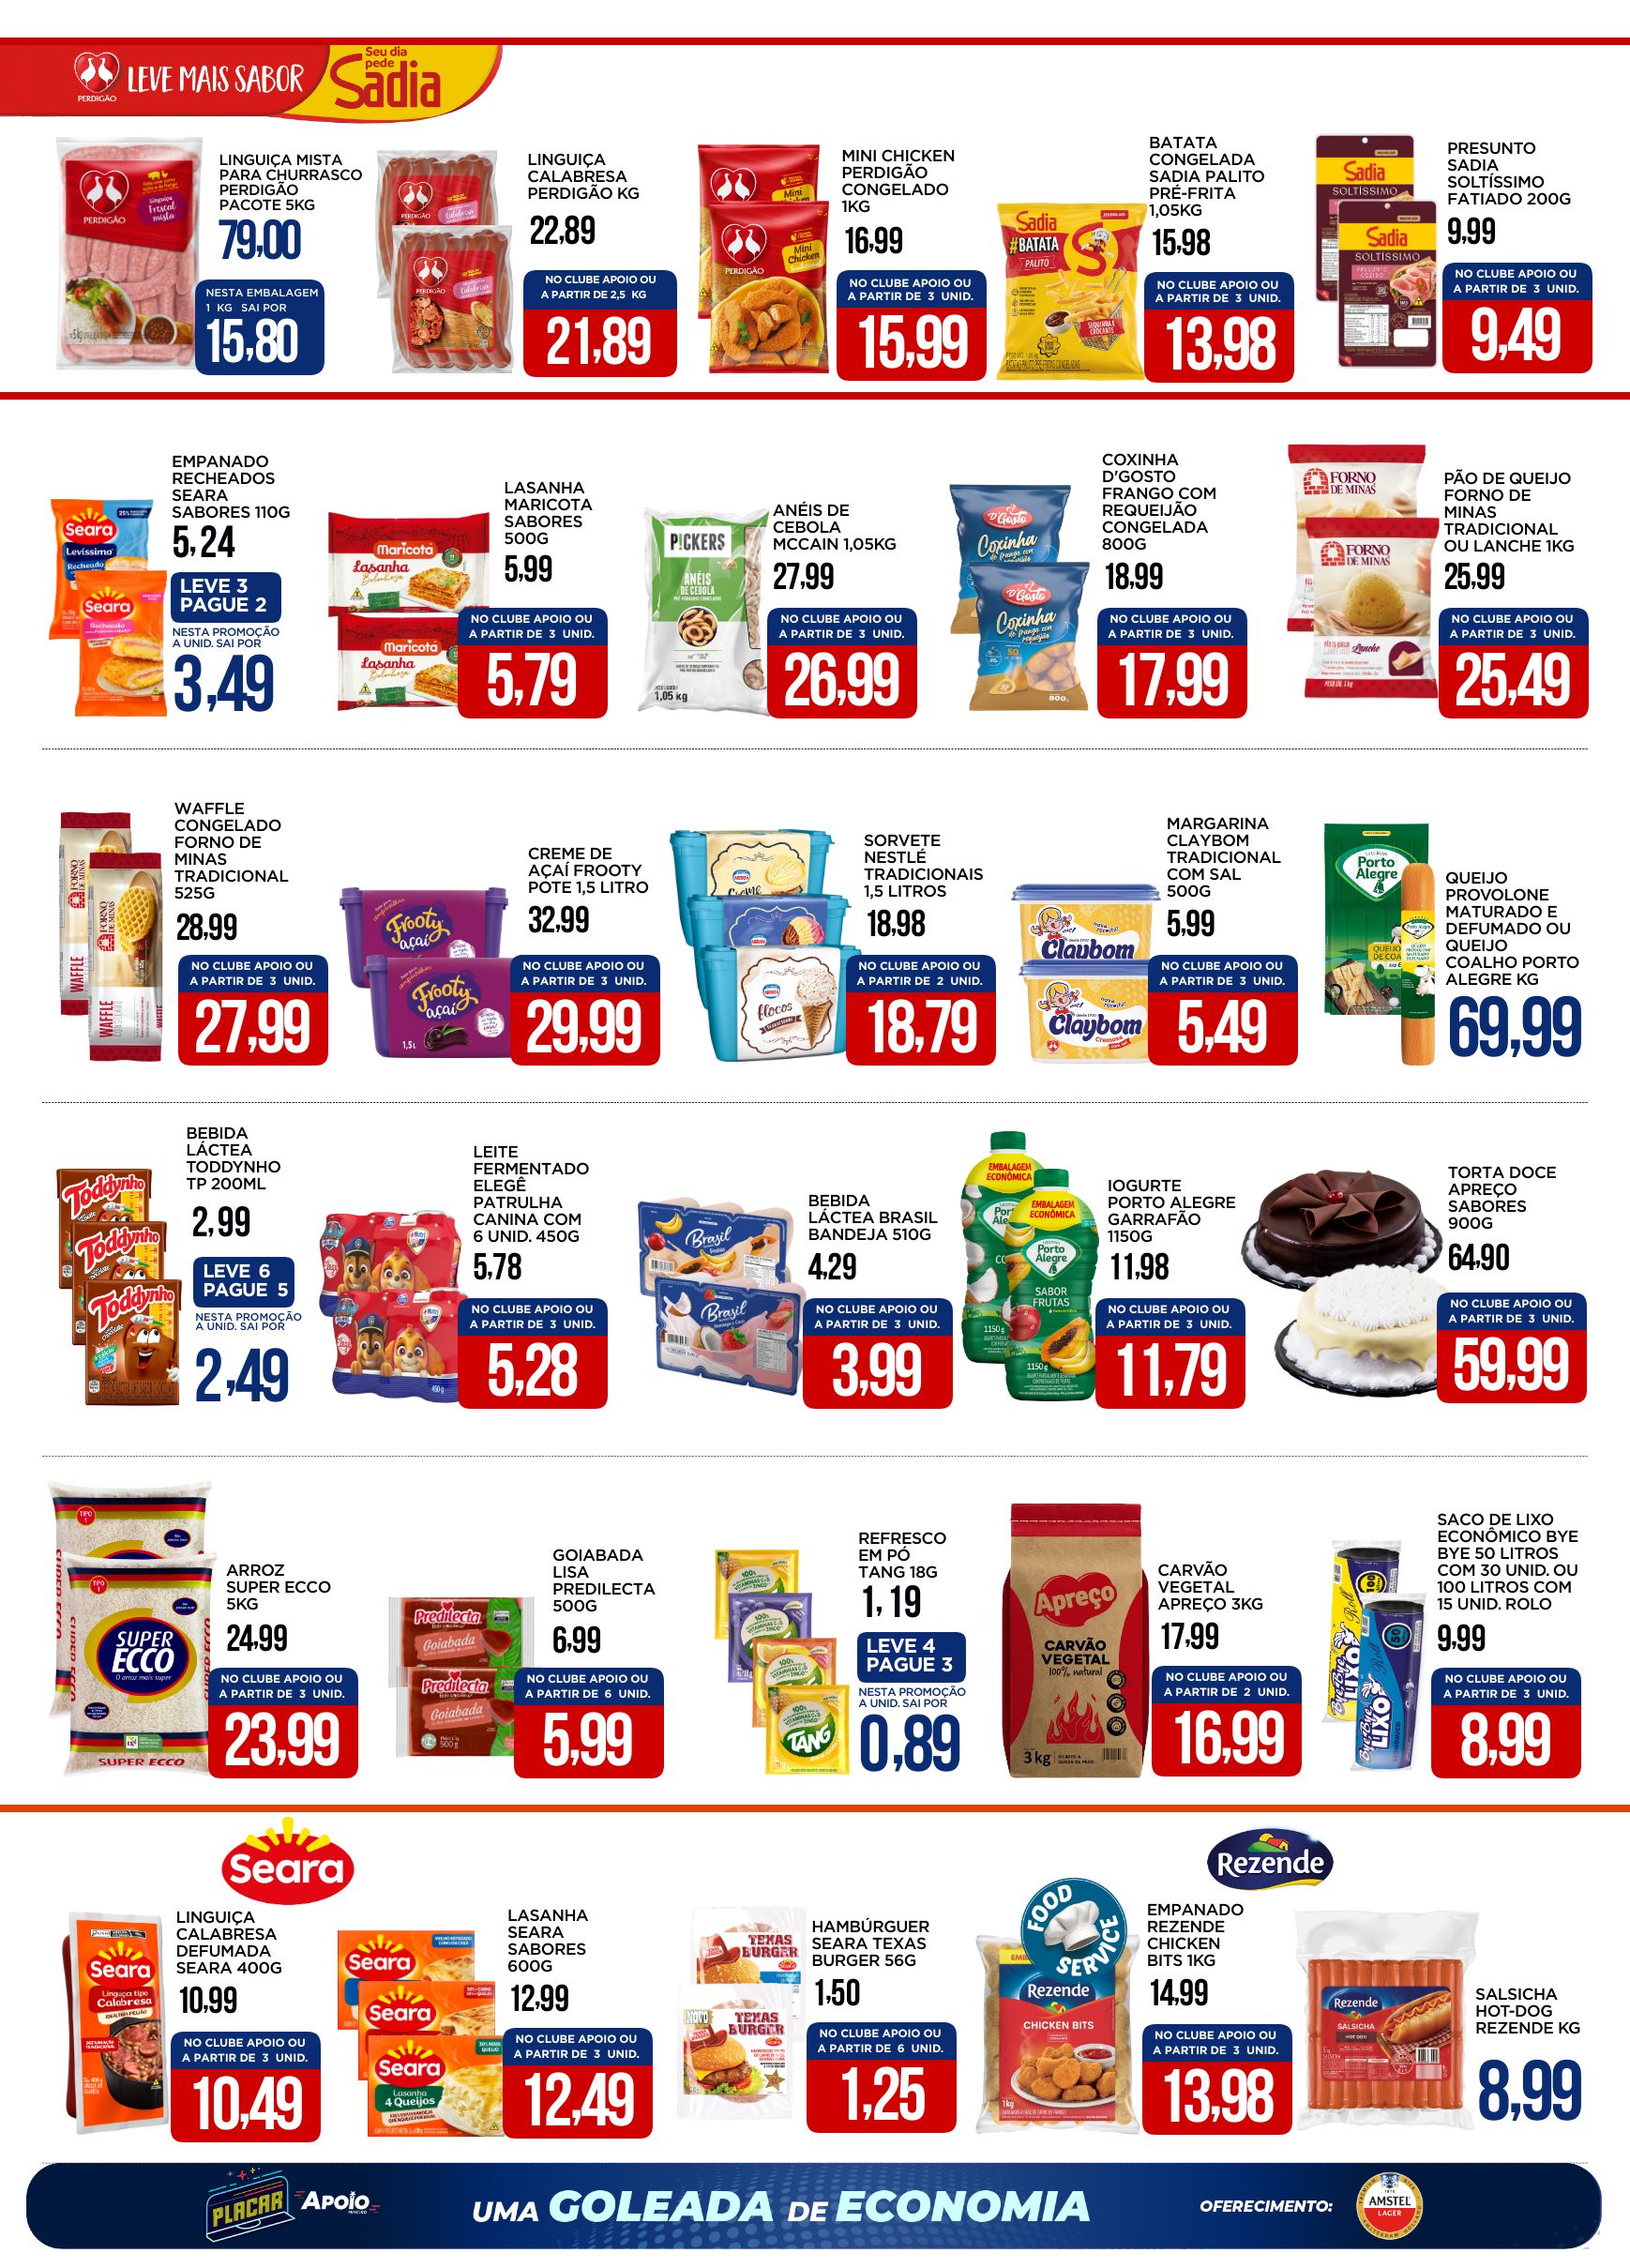 PERDIGÃO
LEVE MAIS SABOR
Seu dia
pede
Sadia
LINGUIÇA MISTA
PARA CHURRASCO
PERDIGÃO
PACOTE 5KG
79,00
NESTA EMBALAGEM
1 KG SAI POR
15,80
LINGUIÇA
CALABRESA
PERDIGÃO KG
22,89
NO CLUBE APOIO OU
A PARTIR DE 2,5 KG
21,89
MINI CHICKEN
PERDIGÃO
CONGELADO
1KG
16,99
NO CLUBE APOIO OU
A PARTIR DE 3 UNID.
15,99
BATATA
CONGELADA
SADIA PALITO
PRÉ-FRITA
1,05KG
15,98
NO CLUBE APOIO OU
A PARTIR DE 3 UNID.
13,98
PRESUNTO
SADIA
SOLTÍSSIMO
FATIADO 200G
9,99
NO CLUBE APOIO OU
A PARTIR DE 3 UNID.
9,49
EMPANADO
RECHEADOS
SEARA
SABORES 110G
5,24
LEVE 3
PAGUE 2
NESTA PROMOÇÃO
A UNID. SAI POR
3,49
LASANHA
MARICOTA
SABORES
500G
5,99
NO CLUBE APOIO OU
A PARTIR DE 3 UNID.
5,79
ANÉIS DE
CEBOLA
MCCAIN 1,05KG
27,99
NO CLUBE APOIO OU
A PARTIR DE 3 UNID.
26,99
COXINHA
D'GOSTO
FRANGO COM
REQUEIJÃO
CONGELADA
800G
18,99
NO CLUBE APOIO OU
A PARTIR DE 3 UNID.
17,99
PÃO DE QUEIJO
FORNO DE
MINAS
TRADICIONAL
OU LANCHE 1KG
25,99
NO CLUBE APOIO OU
A PARTIR DE 3 UNID.
25,49
WAFFLE
CONGELADO
FORNO DE
MINAS
TRADICIONAL
525G
28,99
NO CLUBE APOIO OU
A PARTIR DE 3 UNID.
27,99
CREME DE
AÇAÍ FROOTY
POTE 1,5 LITRO
32,99
NO CLUBE APOIO OU
A PARTIR DE 3 UNID.
29,99
SORVETE
NESTLÉ
TRADICIONAIS
1,5 LITROS
18,98
NO CLUBE APOIO OU
A PARTIR DE 2 UNID.
18,79
MARGARINA
CLAYBOM
TRADICIONAL
COM SAL
500G
5,99
NO CLUBE APOIO OU
A PARTIR DE 3 UNID.
5,49
QUEIJO
PROVOLONE
MATURADO E
DEFUMADO OU
QUEIJO
COALHO PORTO
ALEGRE KG
69,99
BEBIDA
LÁCTEA
TODDYNHO
TP 200ML
2,99
LEVE 6
PAGUE 5
NESTA PROMOÇÃO
A UNID. SAI POR
2,49
LEITE
FERMENTADO
ELEGÊ
PATRULHA
CANINA COM
6 UNID. 450G
5,78
NO CLUBE APOIO OU
A PARTIR DE 3 UNID.
5,28
BEBIDA
LÁCTEA BRASIL
BANDEJA 510G
4,29
NO CLUBE APOIO OU
A PARTIR DE 3 UNID.
3,99
IOGURTE
PORTO ALEGRE
GARRAFÃO
1150G
11,98
NO CLUBE APOIO OU
A PARTIR DE 3 UNID.
11,79
TORTA DOCE
APREÇO
SABORES
900G
64,90
NO CLUBE APOIO OU
A PARTIR DE 3 UNID.
59,99
ARROZ
SUPER ECCO
5KG
24,99
NO CLUBE APOIO OU
A PARTIR DE 3 UNID.
23,99
GOIABADA
LISA
PREDILECTA
500G
6,99
NO CLUBE APOIO OU
A PARTIR DE 6 UNID.
5,99
REFRESCO
EM PÓ
TANG 18G
1,19
LEVE 4
PAGUE 3
NESTA PROMOÇÃO
A UNID. SAI POR
0,89
CARVÃO
VEGETAL
APREÇO 3KG
17,99
NO CLUBE APOIO OU
A PARTIR DE 2 UNID.
16,99
SACO DE LIXO
ECONÔMICO BYE
BYE 50 LITROS
COM 30 UNID. OU
100 LITROS COM
15 UNID. ROLO
9,99
NO CLUBE APOIO OU
A PARTIR DE 3 UNID.
8,99
Seara
Rezende
LINGUIÇA
CALABRESA
DEFUMADA
SEARA 400G
10,99
NO CLUBE APOIO OU
A PARTIR DE 3 UNID.
10,49
LASANHA
SEARA
SABORES
600G
12,99
NO CLUBE APOIO OU
A PARTIR DE 3 UNID.
12,49
HAMBÚRGUER
SEARA TEXAS
BURGER 56G
1,50
NO CLUBE APOIO OU
A PARTIR DE 6 UNID.
1,25
FOOD
SERVICE
EMPANADO
REZENDE
CHICKEN
BITS 1KG
14,99
NO CLUBE APOIO OU
A PARTIR DE 3 UNID.
13,98
SALSICHA
HOT-DOG
REZENDE KG
8,99
PLACAR
Apoio
MINEIRO
UMA GOLEADA DE ECONOMIA
OFERECIMENTO:
AMSTEL
LAGER